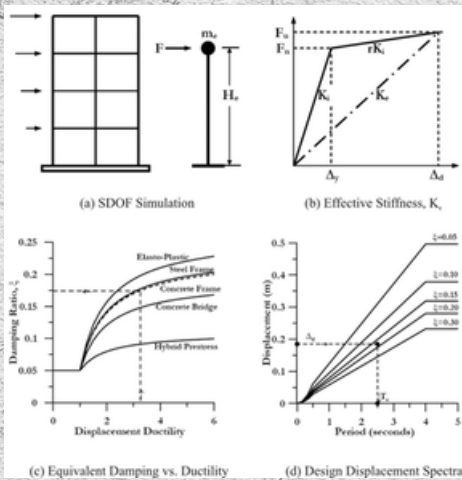 F
mₑ
Hₑ
(a) SDOF Simulation
Fᵤ
Fₙ
rKᵢ
Kᵢ
Kₑ
Δy
Δd
(b) Effective Stiffness, Kₑ
Damping Ratio, ξ
0.25
0.2
0.15
0.1
0.05
0
Elasto-Plastic
Steel Frame
Concrete Frame
Concrete Bridge
Hybrid Prestress
0 2 4 6
Displacement Ductility
(c) Equivalent Damping vs. Ductility
Displacement (m)
0.5
0.4
0.3
0.2
0.1
0
ξ=0.05
ξ=0.10
ξ=0.15
ξ=0.20
ξ=0.30
Δd
Tₑ
0 1 2 3 4 5
Period (seconds)
(d) Design Displacement Spectra